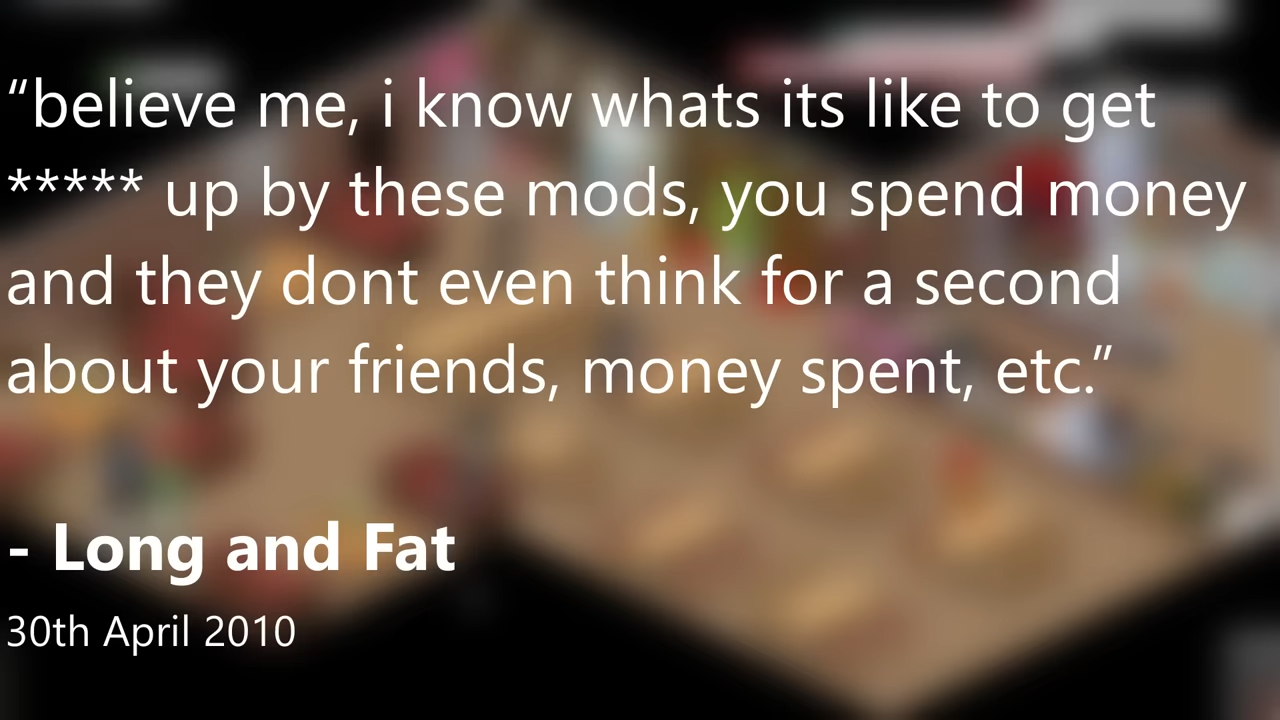 “believe me, i know whats its like to get
***** up by these mods, you spend money
and they dont even think for a second
about your friends, money spent, etc.”
- Long and Fat
30th April 2010